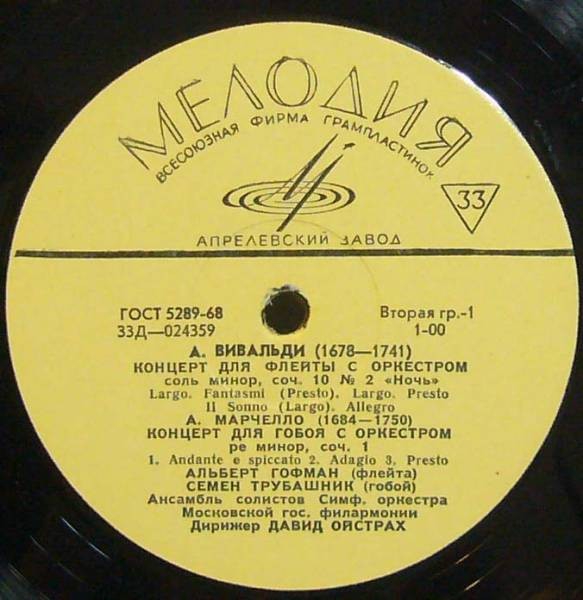 МЕЛОДИЯ
ВСЕСОЮЗНАЯ ФИРМА ГРАМПЛАСТИНОК
33
АПРЕЛЕВСКИЙ ЗАВОД
ГОСТ 5289-68 Вторая гр.-1
33Д—024359 1-00
А. ВИВАЛЬДИ (1678—1741)
КОНЦЕРТ ДЛЯ ФЛЕЙТЫ С ОРКЕСТРОМ
соль минор, соч. 10 № 2 «Ночь»
Largo. Fantasmi (Presto). Largo. Presto
Il Sonno (Largo). Allegro
А. МАРЧЕЛЛО (1684—1750)
КОНЦЕРТ ДЛЯ ГОБОЯ С ОРКЕСТРОМ
ре минор, соч. 1
1. Andante e spiccato 2. Adagio 3. Presto
АЛЬБЕРТ ГОФМАН (флейта)
СЕМЕН ТРУБАШНИК (гобой)
Ансамбль солистов Симф. оркестра
Московской гос. филармонии
Дирижер ДАВИД ОЙСТРАХ